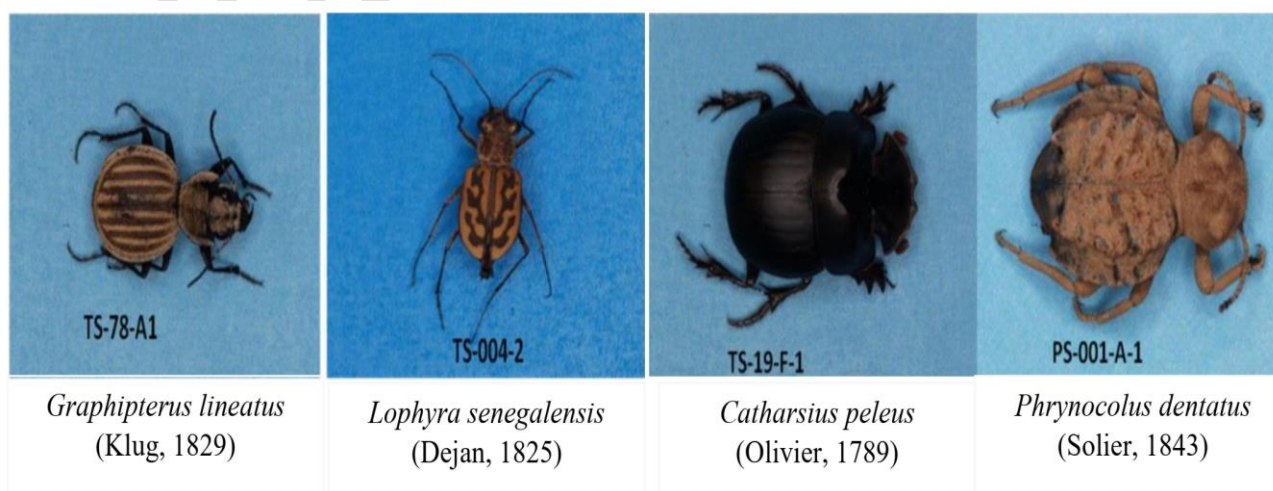 TS-78-A1
TS-004-2
TS-19-F-1
PS-001-A-1
Graphipterus lineatus
(Klug, 1829)
Lophyra senegalensis
(Dejan, 1825)
Catharsius peleus
(Olivier, 1789)
Phrynocolus dentatus
(Solier, 1843)